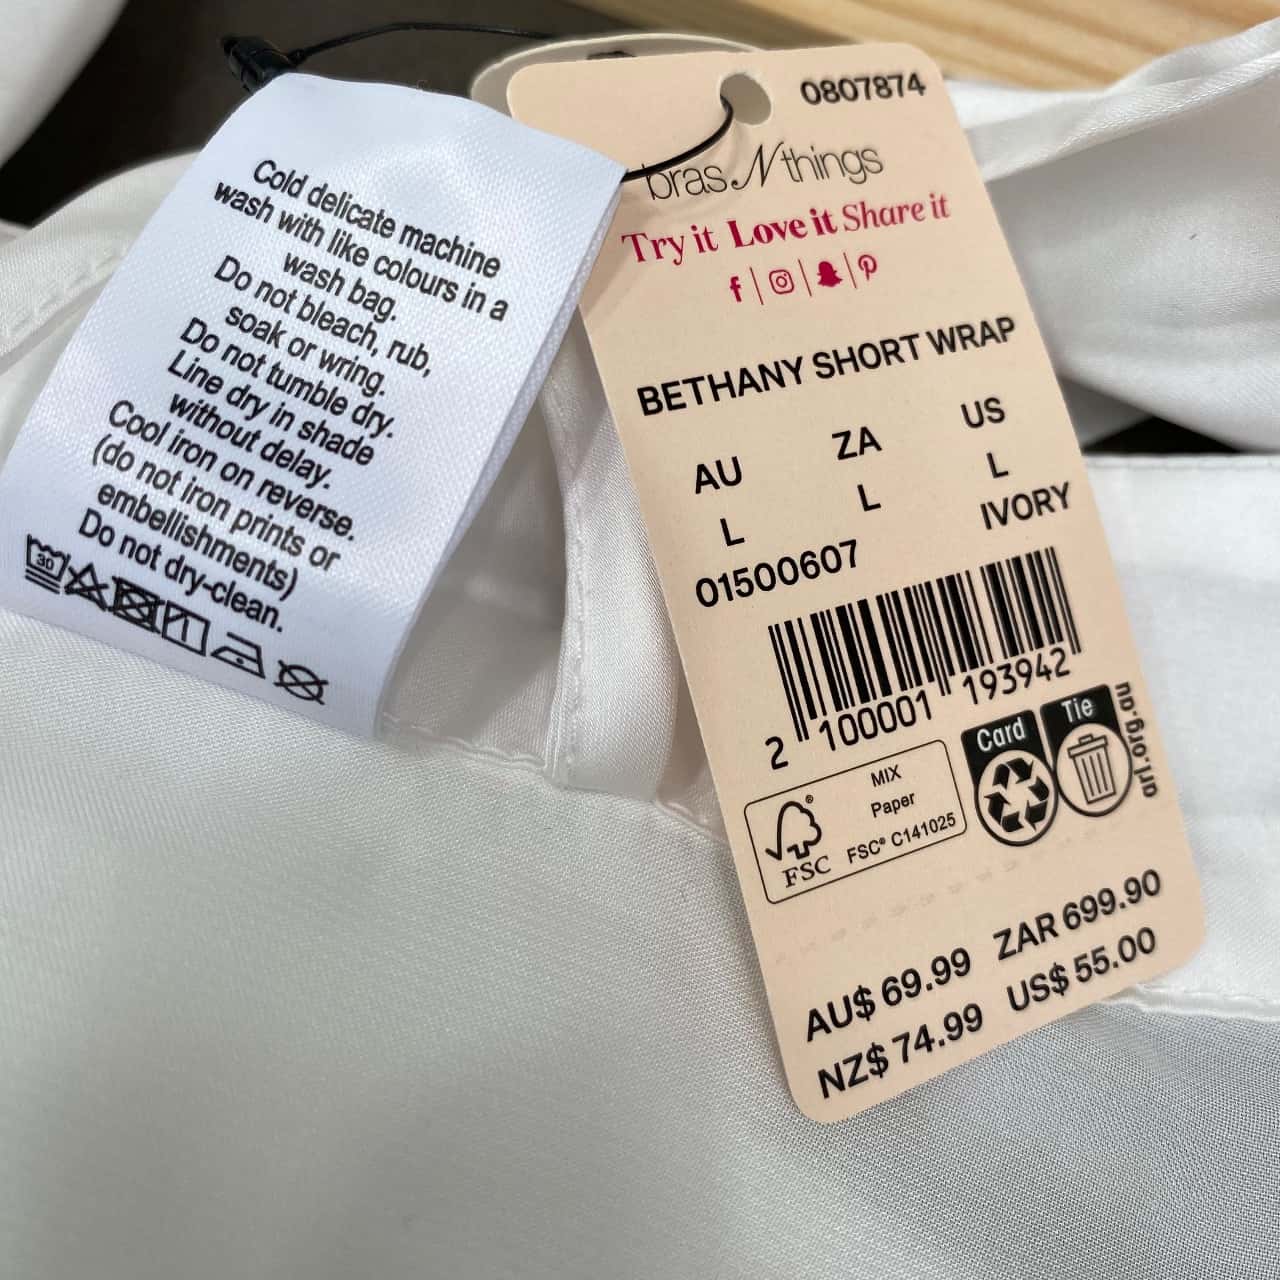 Cold delicate machine
wash with like colours in a
wash bag.
Do not bleach, rub,
soak or wring.
Do not tumble dry.
Line dry in shade
without delay.
Cool iron on reverse.
(do not iron prints or
embellishments)
Do not dry-clean.
30
0807874
bras N things
Try it Love it Share it
BETHANY SHORT WRAP
AU ZA US
L L L
01500607 IVORY
2 100001 193942
Card Tie
arl.org.au
MIX
Paper
FSC® C141025
® FSC
AU$ 69.99 ZAR 699.90
NZ$ 74.99 US$ 55.00